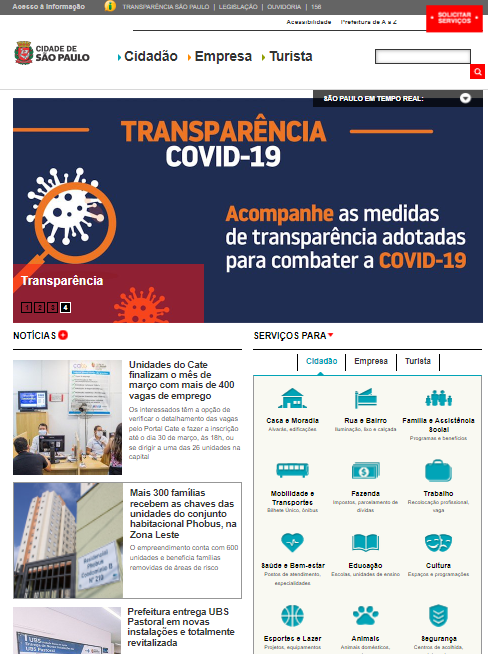 Acesso à Informação
TRANSPARÊNCIA SÃO PAULO | LEGISLAÇÃO | OUVIDORIA | 156
Acessibilidade Prefeitura de A a Z
SOLICITAR
SERVIÇOS
CIDADE DE
SÃO PAULO
Cidadão Empresa Turista
SÃO PAULO EM TEMPO REAL:
TRANSPARÊNCIA
COVID-19
Acompanhe as medidas
de transparência adotadas
para combater a COVID-19
Transparência
1 2 3 4
NOTÍCIAS
Unidades do Cate
finalizam o mês de
março com mais de 400
vagas de emprego
Os interessados têm a opção de
verificar o detalhamento das vagas
pelo Portal Cate e fazer a inscrição
até o dia 30 de março, às 18h, ou
se dirigir a uma das 26 unidades na
capital
Mais 300 famílias
recebem as chaves das
unidades do conjunto
habitacional Phobus, na
Zona Leste
O empreendimento conta com 600
unidades e beneficia famílias
removidas de áreas de risco
Prefeitura entrega UBS
Pastoral em novas
instalações e totalmente
revitalizada
SERVIÇOS PARA
Cidadão Empresa Turista
Casa e Moradia
Alvarás, edificações
Rua e Bairro
Iluminação, lixo e calçada
Família e Assistência
Social
Programas e benefícios
Mobilidade e
Transportes
Bilhete Único, ônibus
Fazenda
Impostos, parcelamento de
dívidas
Trabalho
Recolocação profissional,
vaga
Saúde e Bem-estar
Postos de atendimento,
especialidades
Educação
Escolas, unidades de ensino
Cultura
Espaços e programações
Esportes e Lazer
Projetos, equipamentos
Animais
Animais domésticos,
Segurança
Centros de acolhida,